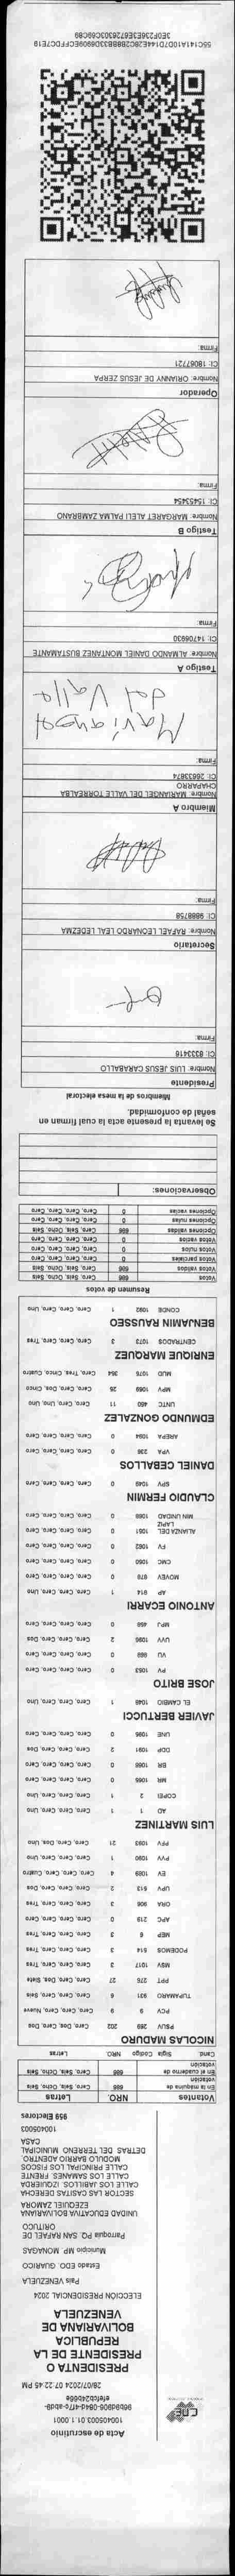 Acta de escrutinio
CNE
100405003.01.1.0001
28/07/2024 07:22:45 PM
PRESIDENTA O
PRESIDENTE DE LA
REPUBLICA
BOLIVARIANA DE
VENEZUELA
ELECCIÓN PRESIDENCIAL 2024
País VENEZUELA
Estado EDO. GUARICO
Municipio MP. MONAGAS
Parroquia PQ. SAN RAFAEL DE
ORITUCO
UNIDAD EDUCATIVA BOLIVARIANA
EZEQUIEL ZAMORA
SECTOR LAS CASITAS DERECHA
CALLE LOS JABILLOS. IZQUIERDA
CALLE LOS SAMANES. FRENTE
CALLE PRINCIPAL LOS FISCOS
MODULO BARRIO ADENTRO.
DETRAS DEL TERRENO MUNICIPAL
CASA
100405003
959 Electores
Votantes NRO. Letras
En la máquina de votación 686 Cero, Seis, Ocho, Seis
En el cuaderno de votación 686 Cero, Seis, Ocho, Seis
Cand. Sigla Código NRO. Letras
NICOLAS MADURO
PSUV 269 202 Cero, Dos, Cero, Dos
PCV 9 9 Cero, Cero, Cero, Nueve
TUPAMARO 931 6 Cero, Cero, Cero, Seis
PPT 276 27 Cero, Cero, Dos, Siete
MSV 1017 3 Cero, Cero, Cero, Tres
PODEMOS 514 3 Cero, Cero, Cero, Tres
MEP 6 3 Cero, Cero, Cero, Tres
APC 219 0 Cero, Cero, Cero, Cero
ORA 906 3 Cero, Cero, Cero, Tres
UPV 513 2 Cero, Cero, Cero, Dos
EV 1069 4 Cero, Cero, Cero, Cuatro
PVV 1090 1 Cero, Cero, Cero, Uno
PFV 1093 21 Cero, Cero, Dos, Uno
LUIS MARTINEZ
AD 1 1 Cero, Cero, Cero, Uno
COPEI 2 1 Cero, Cero, Cero, Uno
MR 1065 0 Cero, Cero, Cero, Cero
BR 1068 0 Cero, Cero, Cero, Cero
DDP 1091 2 Cero, Cero, Cero, Dos
UNE 1095 0 Cero, Cero, Cero, Cero
JAVIER BERTUCCI
EL CAMBIO 1046 1 Cero, Cero, Cero, Uno
JOSE BRITO
PV 1053 0 Cero, Cero, Cero, Cero
VU 668 0 Cero, Cero, Cero, Cero
UVV 1096 2 Cero, Cero, Cero, Dos
MPJ 468 0 Cero, Cero, Cero, Cero
ANTONIO ECARRI
AP 814 1 Cero, Cero, Cero, Uno
MOVEV 870 0 Cero, Cero, Cero, Cero
CMC 1060 0 Cero, Cero, Cero, Cero
FV 1062 0 Cero, Cero, Cero, Cero
ALIANZA DEL LAPIZ 1061 0 Cero, Cero, Cero, Cero
MIN UNIDAD 1088 0 Cero, Cero, Cero, Cero
CLAUDIO FERMIN
SPV 1049 0 Cero, Cero, Cero, Cero
DANIEL CEBALLOS
VPA 236 0 Cero, Cero, Cero, Cero
AREPA 1094 0 Cero, Cero, Cero, Cero
EDMUNDO GONZALEZ
UNTC 460 11 Cero, Cero, Uno, Uno
MPV 1069 25 Cero, Cero, Dos, Cinco
MUD 1076 354 Cero, Tres, Cinco, Cuatro
ENRIQUE MARQUEZ
CENTRADOS 1073 3 Cero, Cero, Cero, Tres
BENJAMIN RAUSSEO
CONDE 1092 1 Cero, Cero, Cero, Uno
Resumen de votos
Votos 686 Cero, Seis, Ocho, Seis
Votos válidos 686 Cero, Seis, Ocho, Seis
Votos parciales 0 Cero, Cero, Cero, Cero
Votos nulos 0 Cero, Cero, Cero, Cero
Votos vacíos 0 Cero, Cero, Cero, Cero
Opciones válidas 686 Cero, Seis, Ocho, Seis
Opciones nulas 0 Cero, Cero, Cero, Cero
Opciones vacías 0 Cero, Cero, Cero, Cero
Observaciones:
Se levanta la presente acta la cual firman en
señal de conformidad.
Miembros de la mesa electoral
Presidente
Nombre: LUIS JESUS CARABALLO
CI: 8333416
Firma:
Secretario
Nombre: RAFAEL LEONARDO LEAL LEDEZMA
CI: 9888758
Firma:
Miembro A
Nombre: MARIANGEL DEL VALLE TORREALBA
CHAPARRO
CI: 26633874
Firma:
Mariangel
del Valle
Testigo A
Nombre: ALMANDO DANIEL MONTANEZ BUSTAMANTE
CI: 14706930
Firma:
Testigo B
Nombre: MARGARET ALELI PALMA ZAMBRANO
CI: 15453454
Firma:
Operador
Nombre: ORIANNY DE JESUS ZERPA
CI: 18067721
Firma: